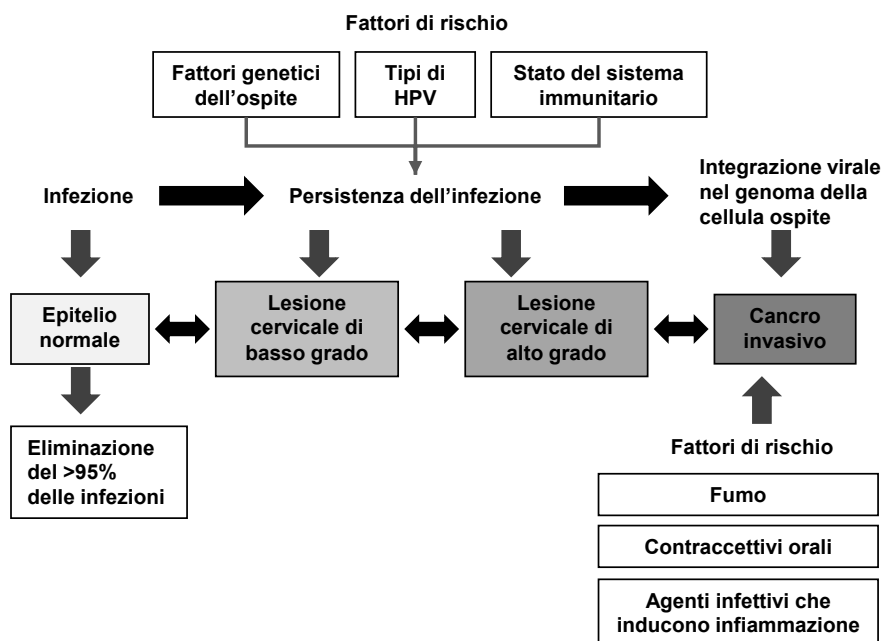 Fattori di rischio
Fattori genetici
dell'ospite
Tipi di
HPV
Stato del sistema
immunitario
Infezione
Persistenza dell'infezione
Integrazione virale
nel genoma della
cellula ospite
Epitelio
normale
Lesione
cervicale di
basso grado
Lesione
cervicale di
alto grado
Cancro
invasivo
Eliminazione
del >95%
delle infezioni
Fattori di rischio
Fumo
Contraccettivi orali
Agenti infettivi che
inducono infiammazione